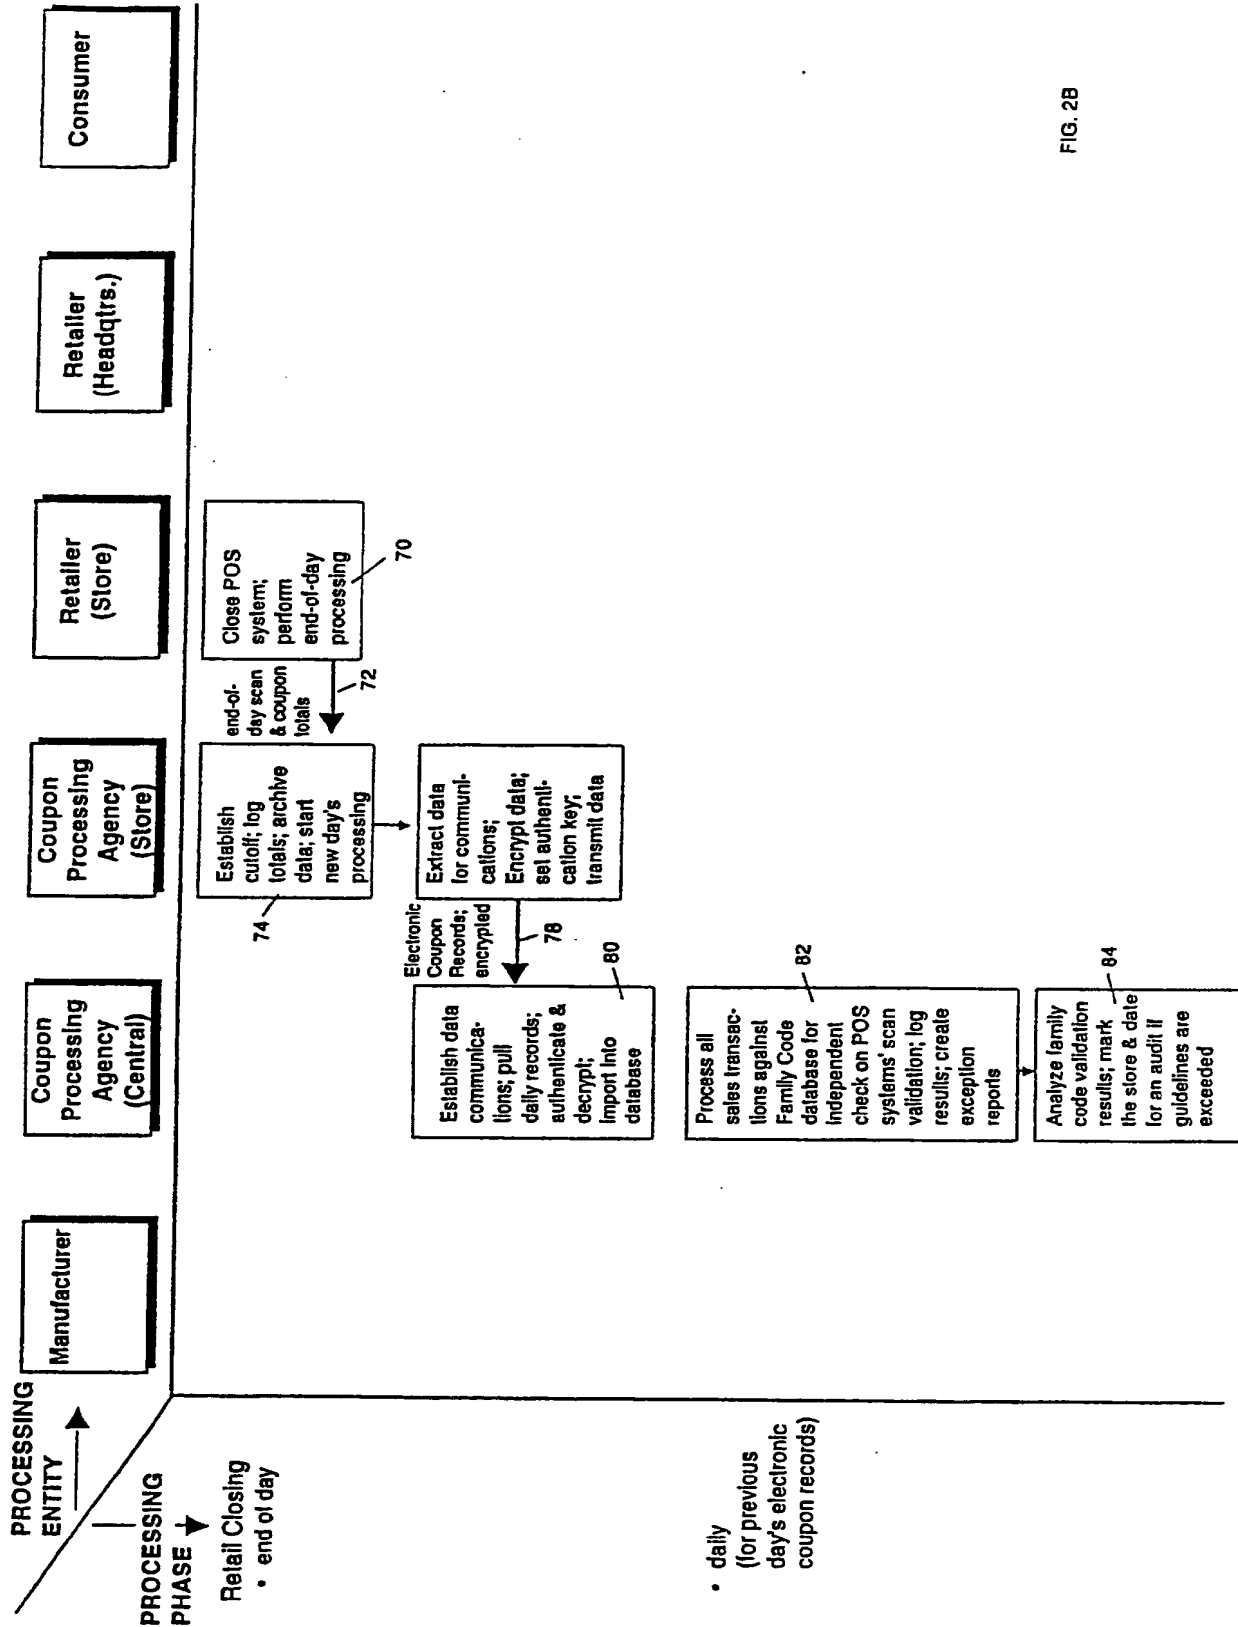 PROCESSING
ENTITY
PROCESSING
PHASE
Manufacturer
Coupon
Processing
Agency
(Central)
Coupon
Processing
Agency
(Store)
Retailer
(Store)
Retailer
(Headqtrs.)
Consumer
Retail Closing
• end of day
Close POS
system;
perform
end-of-day
processing
70
end-of-
day scan
& coupon
totals
72
Establish
cutoff; log
totals; archive
data; start
new day's
processing
74
Extract data
for communi-
cations;
Encrypt data;
set authenti-
cation key;
transmit data
Electronic
Coupon
Records;
encrypted
78
Establish data
communica-
tions; pull
daily records;
authenticate &
decrypt;
import into
database
80
• daily
(for previous
day's electronic
coupon records)
Process all
sales transac-
tions against
Family Code
database for
independent
check on POS
systems' scan
validation; log
results; create
exception
reports
82
Analyze family
code validation
results; mark
the store & date
for an audit if
guidelines are
exceeded
84
FIG. 2B